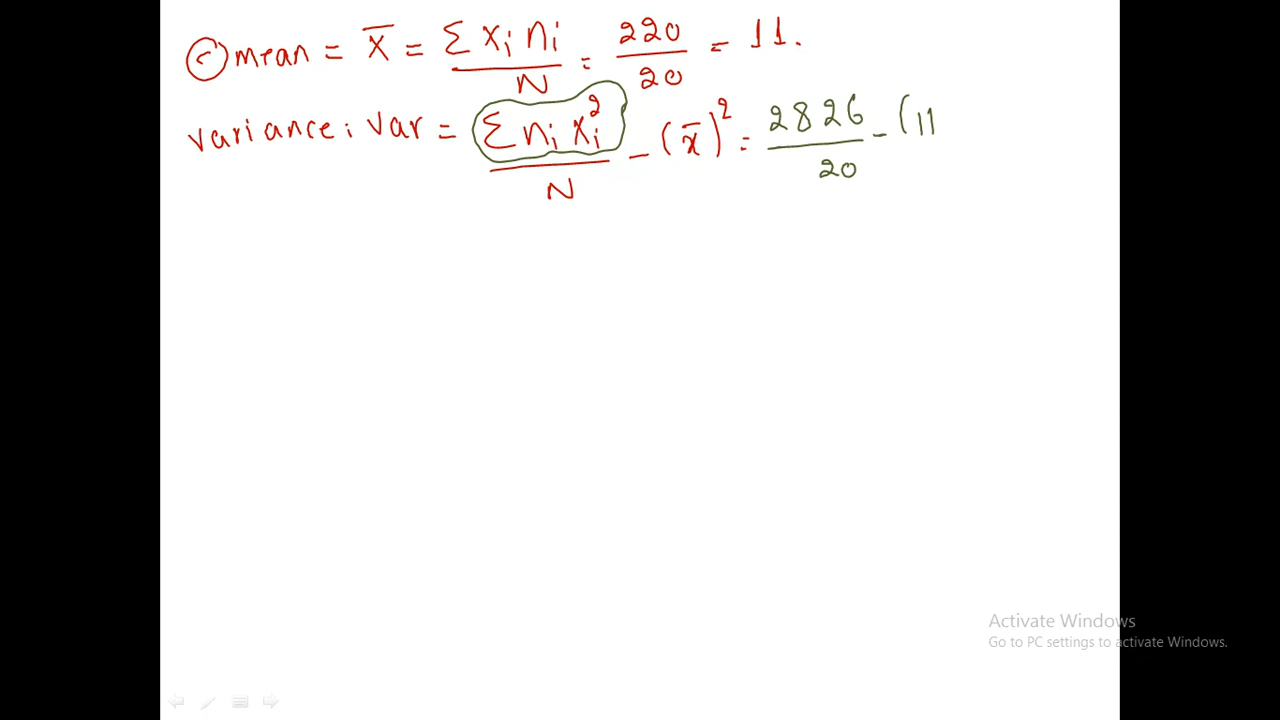 (c) mean = x̄ = Σ xᵢ nᵢ / N = 220 / 20 = 11.
variance : Var = Σ nᵢ xᵢ² / N - (x̄)² = 2826 / 20 - (11
Activate Windows
Go to PC settings to activate Windows.